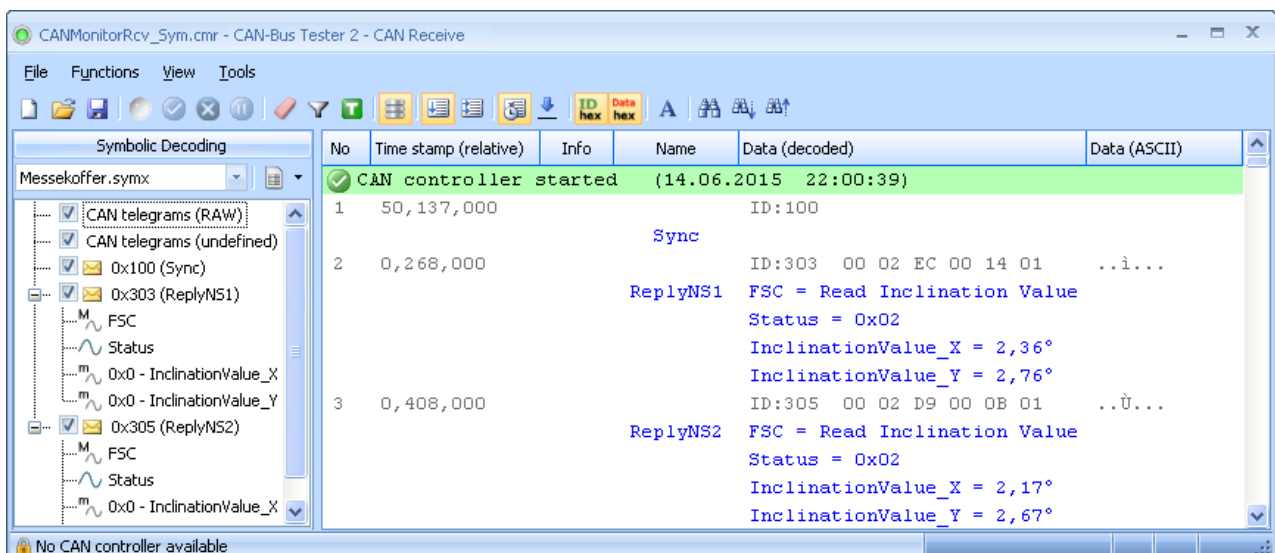 CANMonitorRcv_Sym.cmr - CAN-Bus Tester 2 - CAN Receive
File Functions View Tools
T ID hex Data hex A
Symbolic Decoding
Messekoffer.symx
CAN telegrams (RAW)
CAN telegrams (undefined)
0x100 (Sync)
0x303 (ReplyNS1)
M FSC
Status
m 0x0 - InclinationValue_X
m 0x0 - InclinationValue_Y
0x305 (ReplyNS2)
M FSC
Status
m 0x0 - InclinationValue_X
No Time stamp (relative) Info Name Data (decoded) Data (ASCII)
CAN controller started (14.06.2015 22:00:39)
1 50,137,000 ID:100
Sync
2 0,268,000 ID:303 00 02 EC 00 14 01 ..ì...
ReplyNS1 FSC = Read Inclination Value
Status = 0x02
InclinationValue_X = 2,36°
InclinationValue_Y = 2,76°
3 0,408,000 ID:305 00 02 D9 00 0B 01 ..Ù...
ReplyNS2 FSC = Read Inclination Value
Status = 0x02
InclinationValue_X = 2,17°
InclinationValue_Y = 2,67°
No CAN controller available